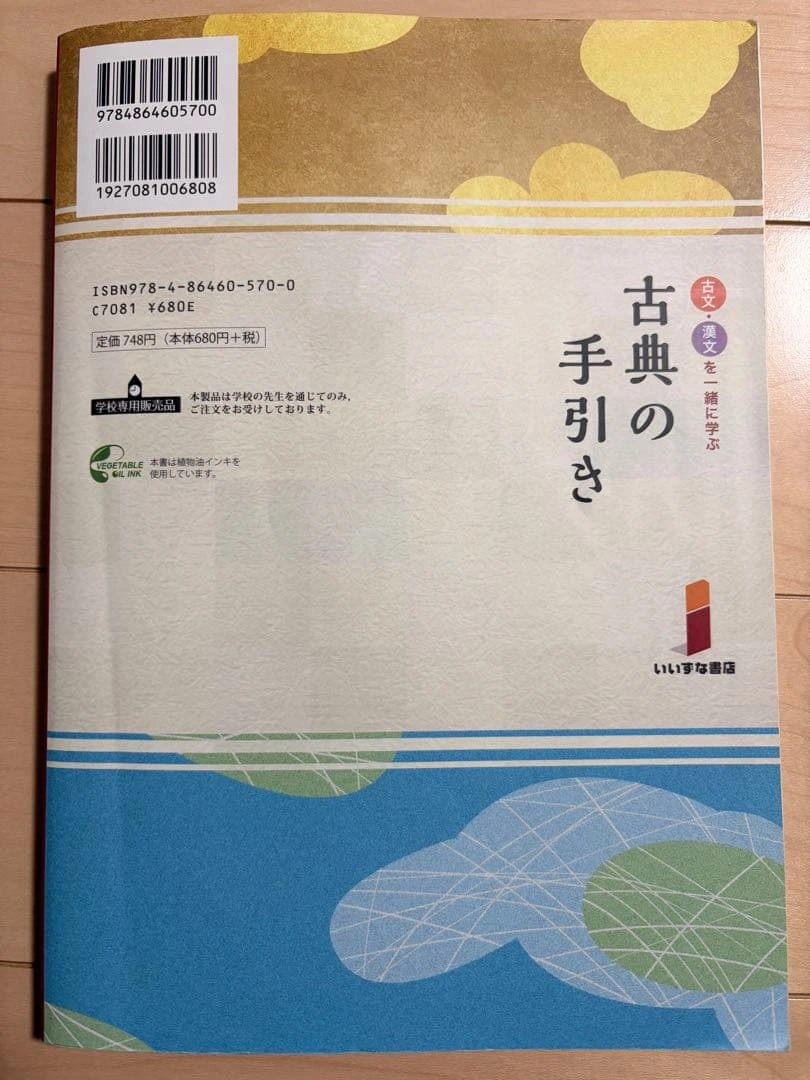 9784864605700
1927081006808
ISBN978-4-86460-570-0
C7081 ¥680E
定価 748円（本体680円＋税）
学校専用販売品
本製品は学校の先生を通じてのみ，
ご注文をお受けしております。
VEGETABLE
OIL INK
本書は植物油インキを
使用しています。
古文・漢文を一緒に学ぶ
古典の
手引き
いいずな書店